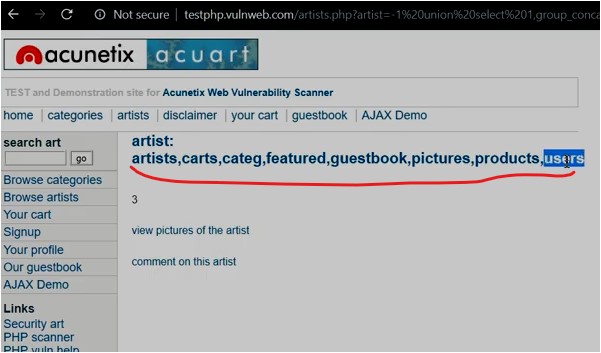 Not secure | testphp.vulnweb.com/artists.php?artist=-1%20union%20select%201,group_conca
acunetix acuart
TEST and Demonstration site for Acunetix Web Vulnerability Scanner
home | categories | artists | disclaimer | your cart | guestbook | AJAX Demo
search art
go
Browse categories
Browse artists
Your cart
Signup
Your profile
Our guestbook
AJAX Demo
Links
Security art
PHP scanner
PHP vuln help
artist:
artists,carts,categ,featured,guestbook,pictures,products,users
3
view pictures of the artist
comment on this artist